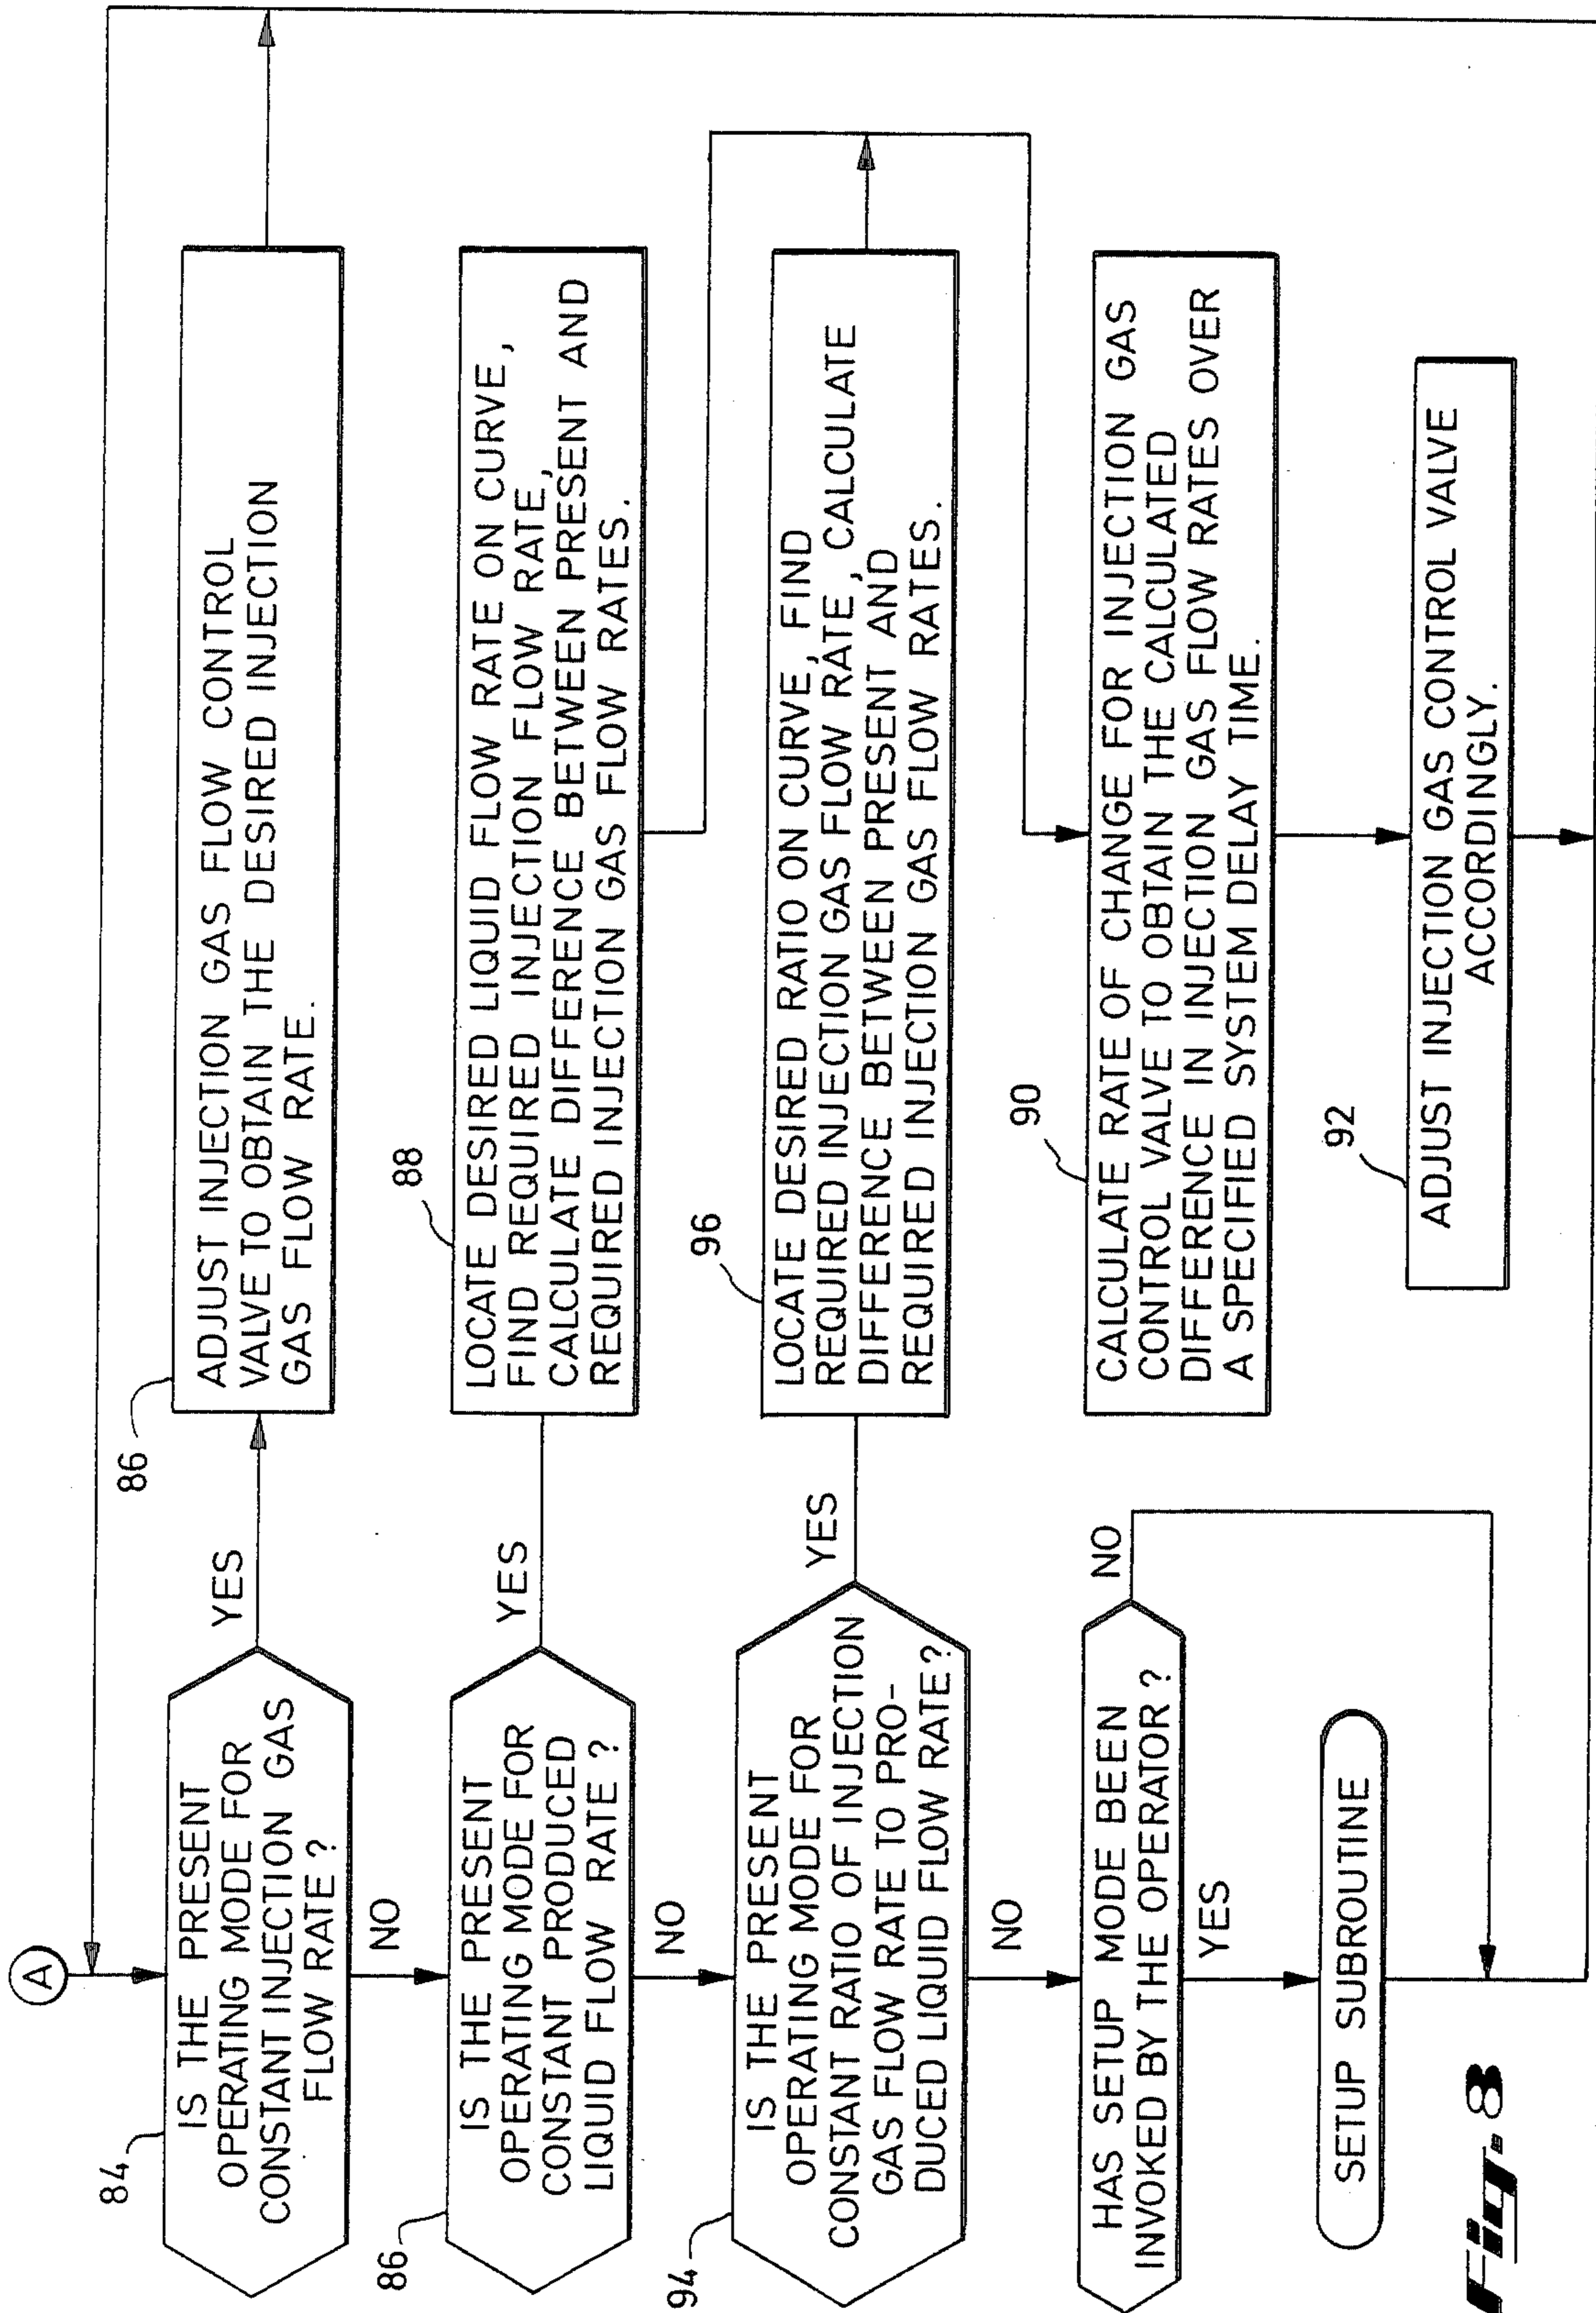 A
84
IS THE PRESENT
OPERATING MODE FOR
CONSTANT INJECTION GAS
FLOW RATE ?
YES
NO
86
ADJUST INJECTION GAS FLOW CONTROL
VALVE TO OBTAIN THE DESIRED INJECTION
GAS FLOW RATE.
86
IS THE PRESENT
OPERATING MODE FOR
CONSTANT PRODUCED
LIQUID FLOW RATE ?
YES
NO
88
LOCATE DESIRED LIQUID FLOW RATE ON CURVE,
FIND REQUIRED INJECTION FLOW RATE,
CALCULATE DIFFERENCE BETWEEN PRESENT AND
REQUIRED INJECTION GAS FLOW RATES.
94
IS THE PRESENT
OPERATING MODE FOR
CONSTANT RATIO OF INJECTION
GAS FLOW RATE TO PRO-
DUCED LIQUID FLOW RATE?
YES
NO
96
LOCATE DESIRED RATIO ON CURVE, FIND
REQUIRED INJECTION GAS FLOW RATE, CALCULATE
DIFFERENCE BETWEEN PRESENT AND
REQUIRED INJECTION GAS FLOW RATES.
HAS SETUP MODE BEEN
INVOKED BY THE OPERATOR ?
NO
YES
90
CALCULATE RATE OF CHANGE FOR INJECTION GAS
CONTROL VALVE TO OBTAIN THE CALCULATED
DIFFERENCE IN INJECTION GAS FLOW RATES OVER
A SPECIFIED SYSTEM DELAY TIME.
SETUP SUBROUTINE
92
ADJUST INJECTION GAS CONTROL VALVE
ACCORDINGLY.
Fig. 8